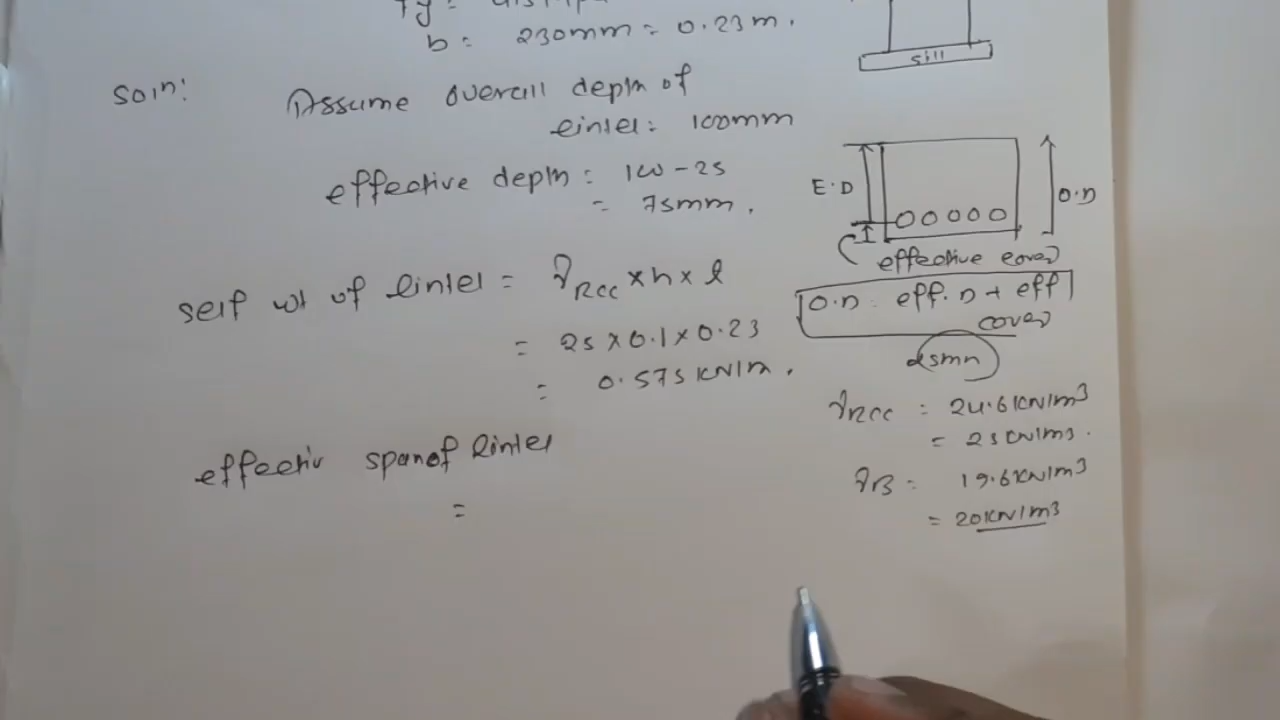 b = 230mm = 0.23m.
sill
Soln:
Assume overall depth of
lintel = 100mm
effective depth = 100 - 25
= 75mm.
E.D
O.D
effective cover
self wt of lintel = γRCC × h × l
O.D = eff. D + eff
cover
= 25 × 0.1 × 0.23
25mm
= 0.575 KN/m.
γRCC = 24.6 KN/m3
= 25 KN/m3.
effectiv span of lintel
γB = 19.6 KN/m3
=
= 20 KN/m3